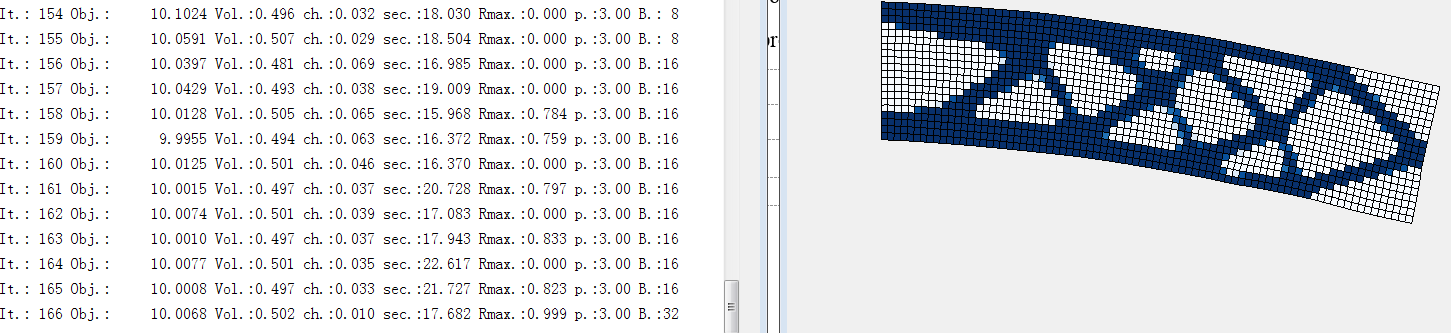 It.: 154 Obj.: 10.1024 Vol.:0.496 ch.:0.032 sec.:18.030 Rmax.:0.000 p.:3.00 B.: 8
It.: 155 Obj.: 10.0591 Vol.:0.507 ch.:0.029 sec.:18.504 Rmax.:0.000 p.:3.00 B.: 8
It.: 156 Obj.: 10.0397 Vol.:0.481 ch.:0.069 sec.:16.985 Rmax.:0.000 p.:3.00 B.:16
It.: 157 Obj.: 10.0429 Vol.:0.493 ch.:0.038 sec.:19.009 Rmax.:0.000 p.:3.00 B.:16
It.: 158 Obj.: 10.0128 Vol.:0.505 ch.:0.065 sec.:15.968 Rmax.:0.784 p.:3.00 B.:16
It.: 159 Obj.: 9.9955 Vol.:0.494 ch.:0.063 sec.:16.372 Rmax.:0.759 p.:3.00 B.:16
It.: 160 Obj.: 10.0125 Vol.:0.501 ch.:0.046 sec.:16.370 Rmax.:0.000 p.:3.00 B.:16
It.: 161 Obj.: 10.0015 Vol.:0.497 ch.:0.037 sec.:20.728 Rmax.:0.797 p.:3.00 B.:16
It.: 162 Obj.: 10.0074 Vol.:0.501 ch.:0.039 sec.:17.083 Rmax.:0.000 p.:3.00 B.:16
It.: 163 Obj.: 10.0010 Vol.:0.497 ch.:0.037 sec.:17.943 Rmax.:0.833 p.:3.00 B.:16
It.: 164 Obj.: 10.0077 Vol.:0.501 ch.:0.035 sec.:22.617 Rmax.:0.000 p.:3.00 B.:16
It.: 165 Obj.: 10.0008 Vol.:0.497 ch.:0.033 sec.:21.727 Rmax.:0.823 p.:3.00 B.:16
It.: 166 Obj.: 10.0068 Vol.:0.502 ch.:0.010 sec.:17.682 Rmax.:0.999 p.:3.00 B.:32